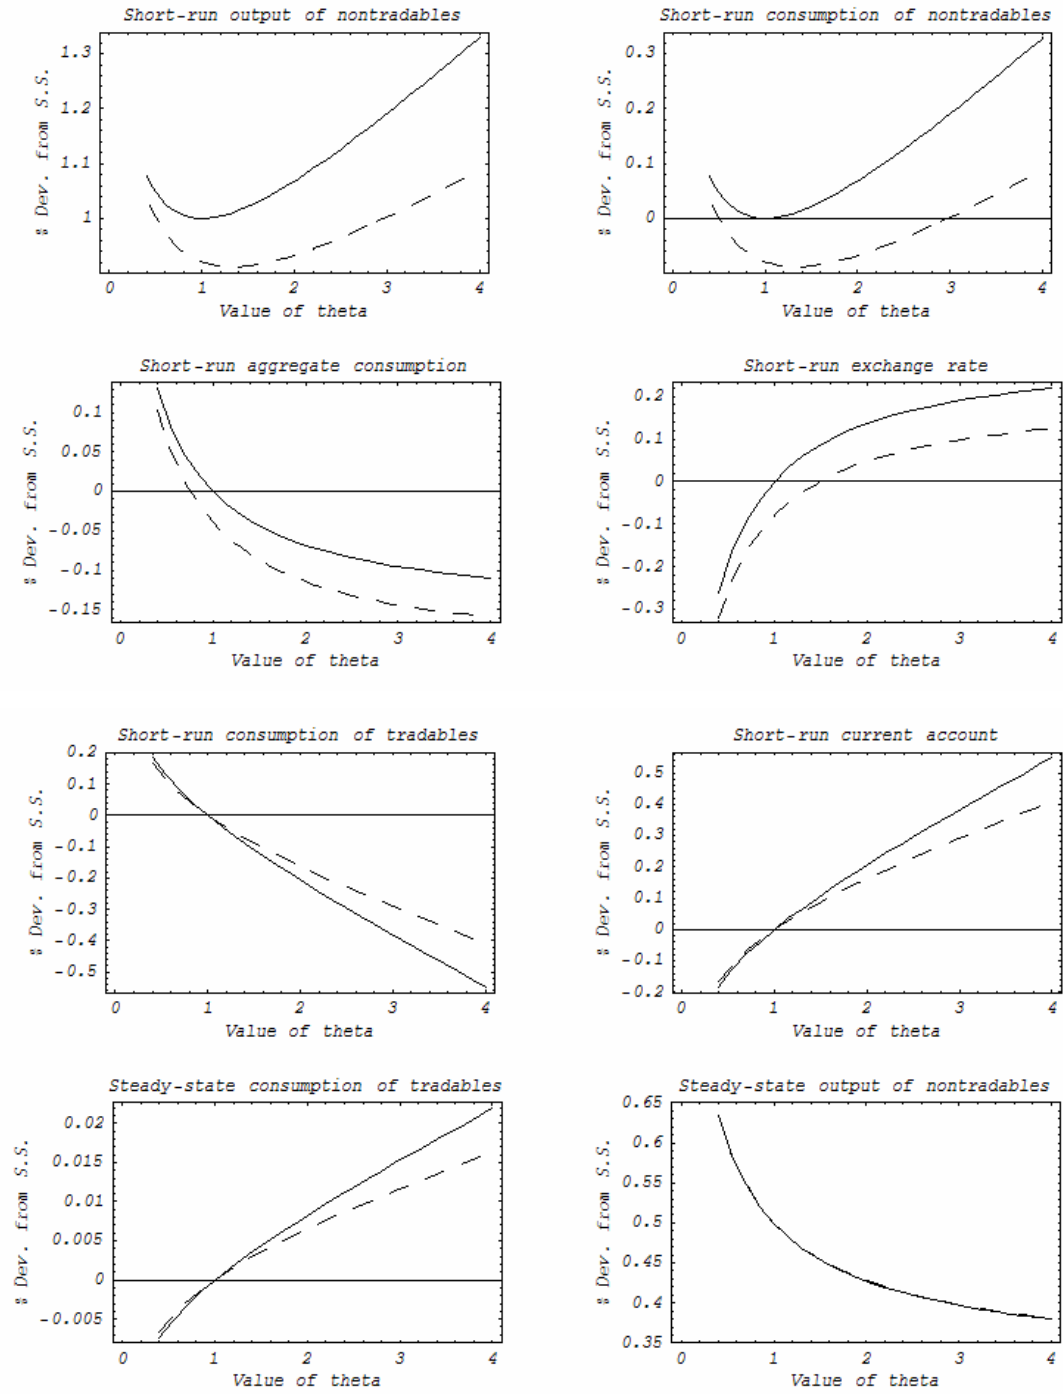 Short-run output of nontradables
% Dev. from S.S.
1.3
1.2
1.1
1
0 1 2 3 4
Value of theta
Short-run consumption of nontradables
% Dev. from S.S.
0.3
0.2
0.1
0
0 1 2 3 4
Value of theta
Short-run aggregate consumption
% Dev. from S.S.
0.1
0.05
0
-0.05
-0.1
-0.15
0 1 2 3 4
Value of theta
Short-run exchange rate
% Dev. from S.S.
0.2
0.1
0
-0.1
-0.2
-0.3
0 1 2 3 4
Value of theta
Short-run consumption of tradables
% Dev. from S.S.
0.2
0.1
0
-0.1
-0.2
-0.3
-0.4
-0.5
0 1 2 3 4
Value of theta
Short-run current account
% Dev. from S.S.
0.5
0.4
0.3
0.2
0.1
0
-0.1
-0.2
0 1 2 3 4
Value of theta
Steady-state consumption of tradables
% Dev. from S.S.
0.02
0.015
0.01
0.005
0
-0.005
0 1 2 3 4
Value of theta
Steady-state output of nontradables
% Dev. from S.S.
0.65
0.6
0.55
0.5
0.45
0.4
0.35
0 1 2 3 4
Value of theta